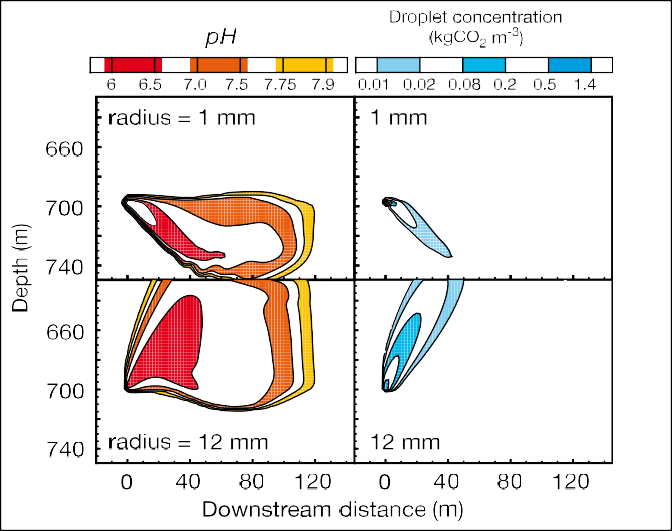 pH
Droplet concentration
(kgCO₂ m⁻³)
6 6.5 7.0 7.5 7.75 7.9
0.01 0.02 0.08 0.2 0.5 1.4
radius = 1 mm
1 mm
660
700
740
Depth (m)
660
700
740
radius = 12 mm
12 mm
0 40 80 120 0 40 80 120
Downstream distance (m)